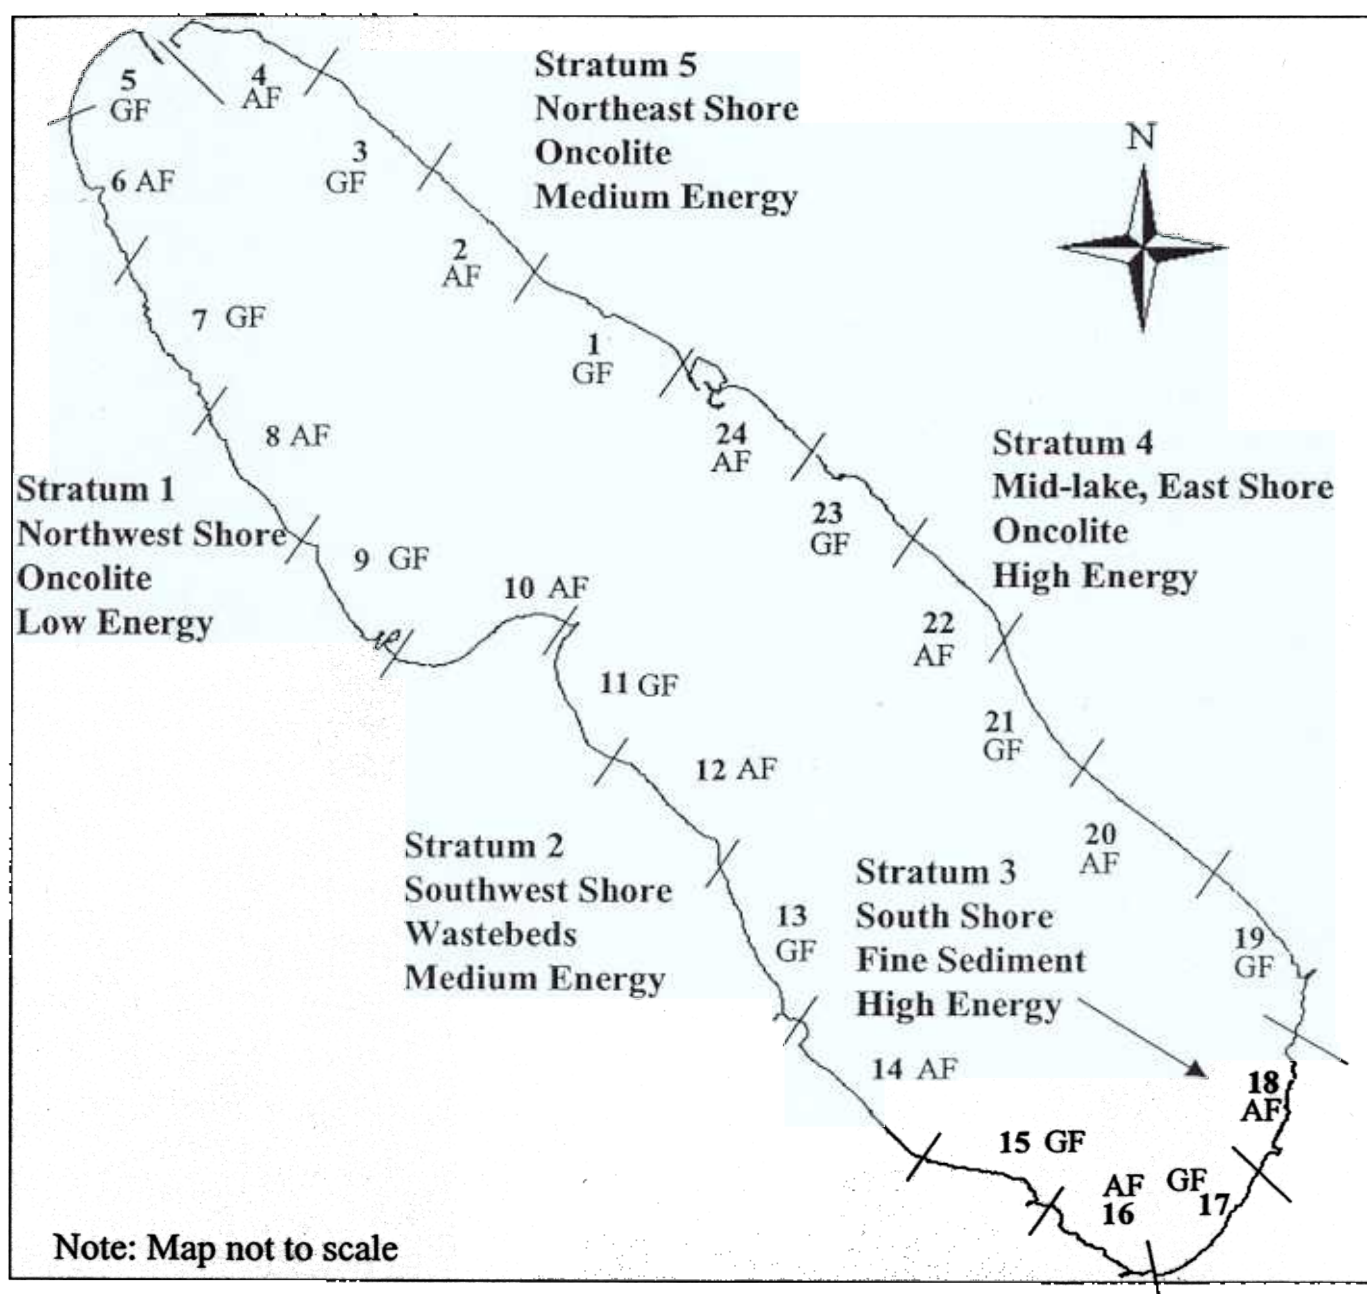 5
GF
4
AF
Stratum 5
Northeast Shore
Oncolite
Medium Energy
N
3
GF
6 AF
2
AF
7 GF
1
GF
8 AF
24
AF
Stratum 4
Mid-lake, East Shore
Oncolite
High Energy
Stratum 1
Northwest Shore
Oncolite
Low Energy
23
GF
9 GF
10 AF
22
AF
11 GF
21
GF
12 AF
20
AF
Stratum 2
Southwest Shore
Wastebeds
Medium Energy
Stratum 3
South Shore
Fine Sediment
High Energy
13
GF
19
GF
14 AF
18
AF
15 GF
AF
16
GF
17
Note: Map not to scale